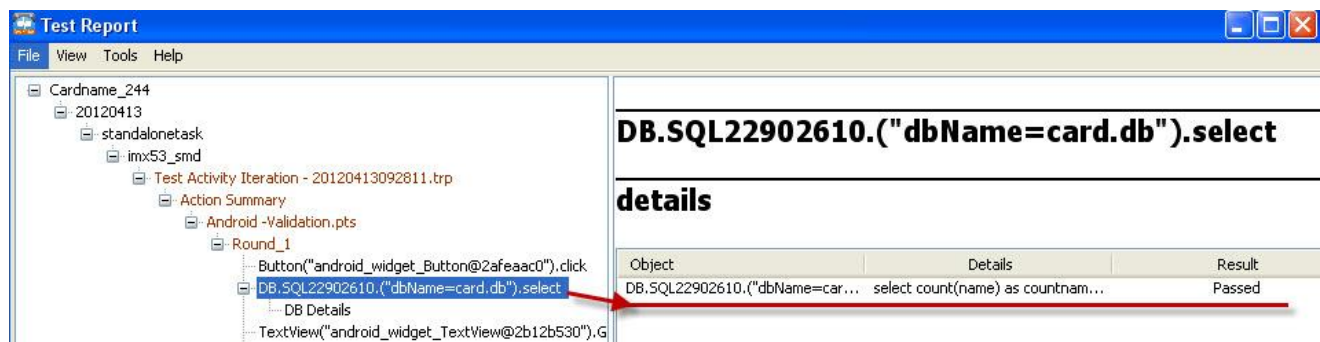 Test Report
File View Tools Help
Cardname_244
20120413
standalonetask
imx53_smd
Test Activity Iteration - 20120413092811.trp
Action Summary
Android -Validation.pts
Round_1
Button("android_widget_Button@2afeaac0").click
DB.SQL22902610.("dbName=card.db").select
DB Details
TextView("android_widget_TextView@2b12b530").G
DB.SQL22902610.("dbName=card.db").select
details
Object Details Result
DB.SQL22902610.("dbName=car... select count(name) as countnam... Passed